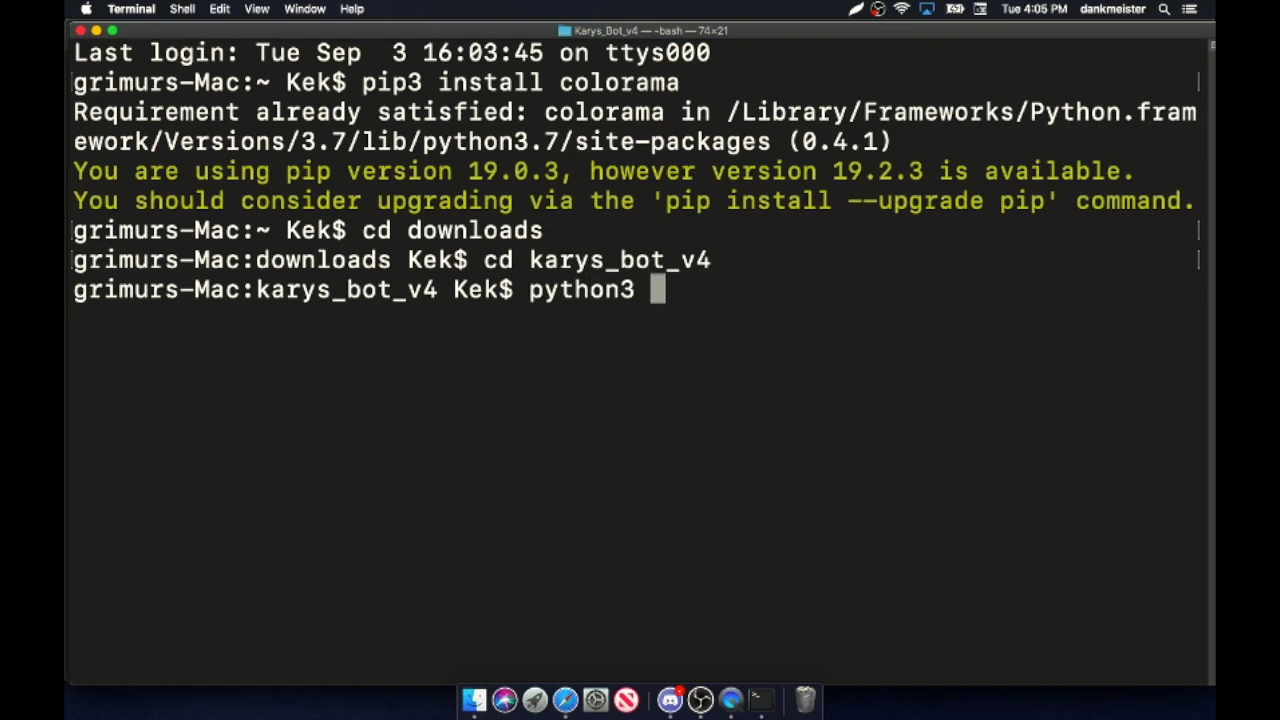 Terminal Shell Edit View Window Help Tue 4:05 PM dankmeister
Karys_Bot_v4 — -bash — 74×21
Last login: Tue Sep  3 16:03:45 on ttys000
grimurs-Mac:~ Kek$ pip3 install colorama
Requirement already satisfied: colorama in /Library/Frameworks/Python.fram
ework/Versions/3.7/lib/python3.7/site-packages (0.4.1)
You are using pip version 19.0.3, however version 19.2.3 is available.
You should consider upgrading via the 'pip install --upgrade pip' command.
grimurs-Mac:~ Kek$ cd downloads
grimurs-Mac:downloads Kek$ cd karys_bot_v4
grimurs-Mac:karys_bot_v4 Kek$ python3